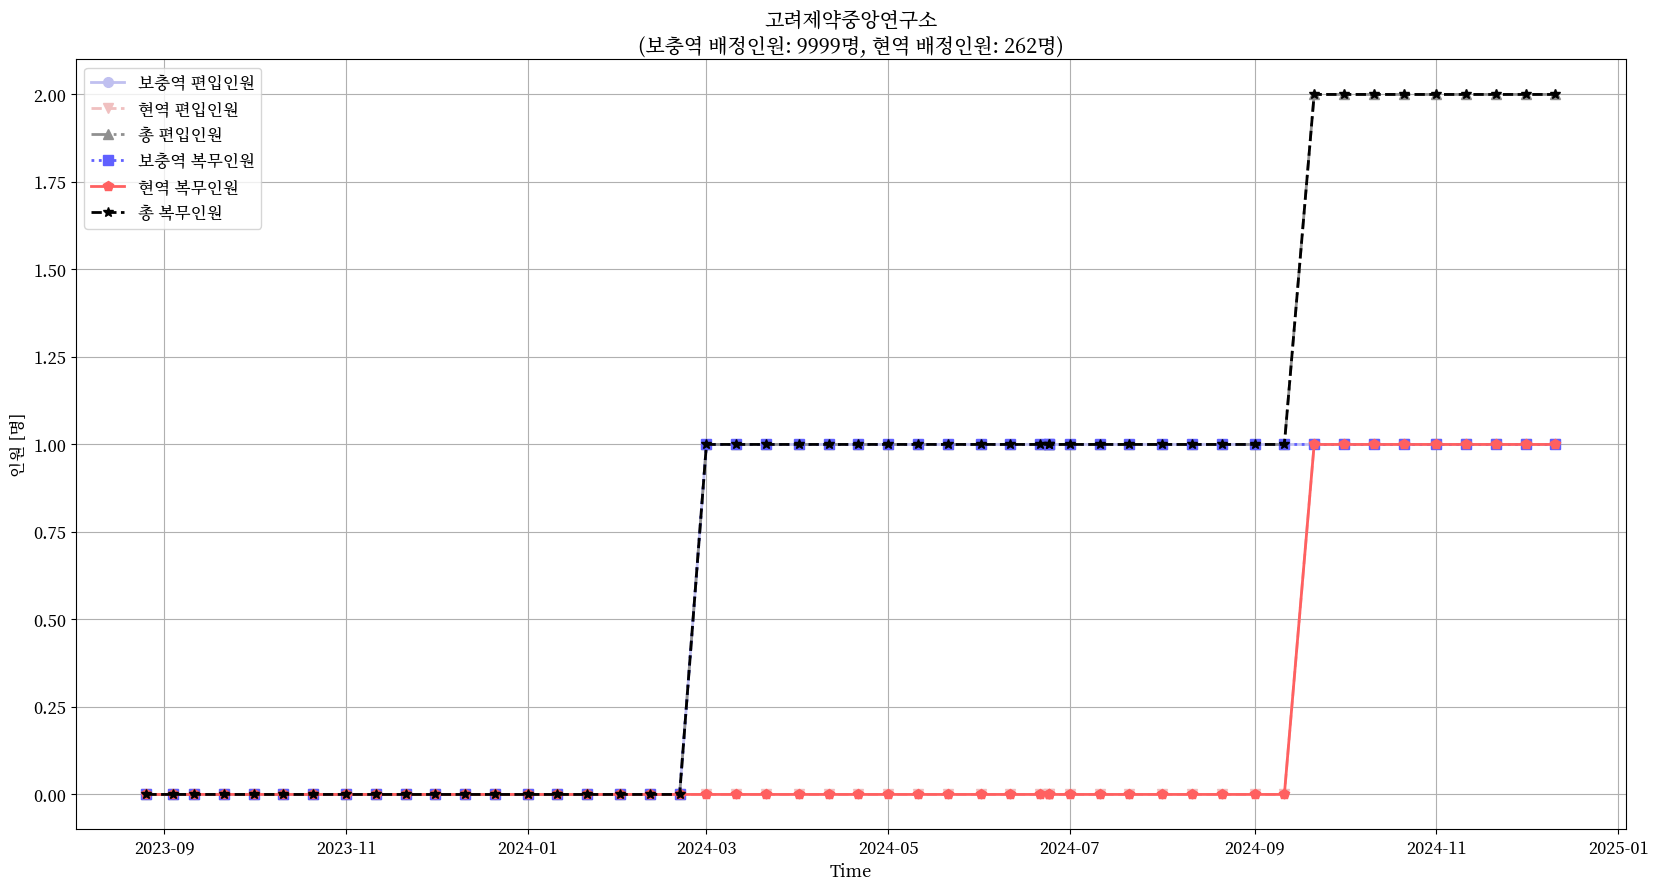 고려제약중앙연구소
(보충역 배정인원: 9999명, 현역 배정인원: 262명)
보충역 편입인원
현역 편입인원
총 편입인원
보충역 복무인원
현역 복무인원
총 복무인원
인원 [명]
2.00
1.75
1.50
1.25
1.00
0.75
0.50
0.25
0.00
2023-09
2023-11
2024-01
2024-03
2024-05
2024-07
2024-09
2024-11
2025-01
Time